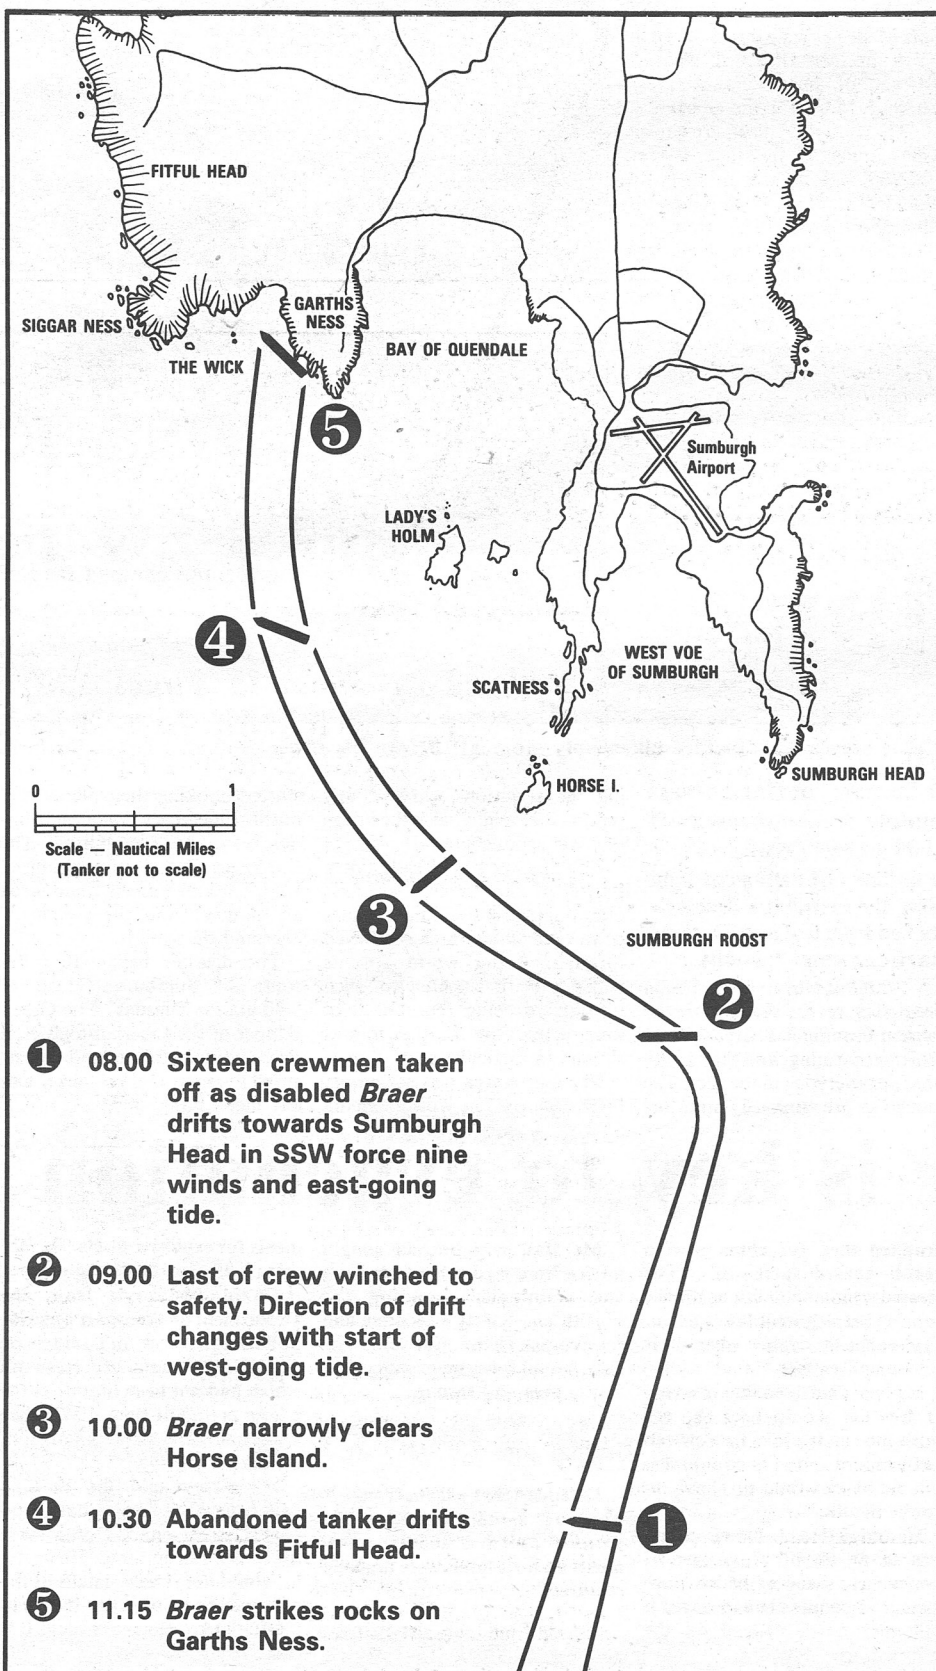 FITFUL HEAD
GARTHS
NESS
SIGGAR NESS
THE WICK
BAY OF QUENDALE
5
Sumburgh
Airport
LADY'S
HOLM
4
WEST VOE
OF SUMBURGH
SCATNESS
HORSE I.
SUMBURGH HEAD
0 1
Scale — Nautical Miles
(Tanker not to scale)
3
SUMBURGH ROOST
2
1 08.00 Sixteen crewmen taken
off as disabled Braer
drifts towards Sumburgh
Head in SSW force nine
winds and east-going
tide.
2 09.00 Last of crew winched to
safety. Direction of drift
changes with start of
west-going tide.
3 10.00 Braer narrowly clears
Horse Island.
4 10.30 Abandoned tanker drifts
towards Fitful Head.
1
5 11.15 Braer strikes rocks on
Garths Ness.